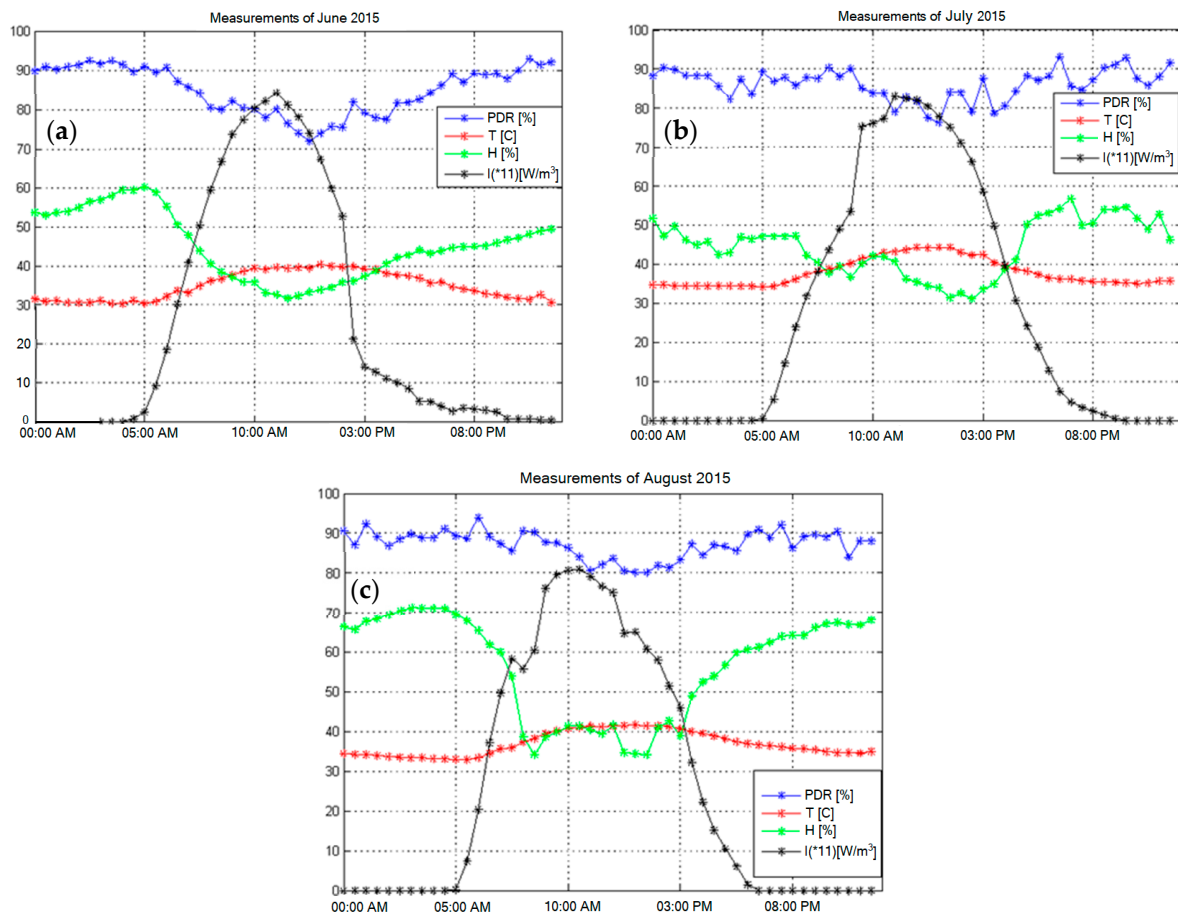 Measurements of June 2015
100
90
80
70
60
50
40
30
20
10
0
(a)
PDR [%]
T [C]
H [%]
I(*11)[W/m³]
00:00 AM 05:00 AM 10:00 AM 03:00 PM 08:00 PM
Measurements of July 2015
100
90
80
70
60
50
40
30
20
10
0
(b)
PDR [%]
T [C]
H [%]
I(*11)[W/m³]
00:00 AM 05:00 AM 10:00 AM 03:00 PM 08:00 PM
Measurements of August 2015
100
90
80
70
60
50
40
30
20
10
0
(c)
PDR [%]
T [C]
H [%]
I(*11)[W/m³]
00:00 AM 05:00 AM 10:00 AM 03:00 PM 08:00 PM